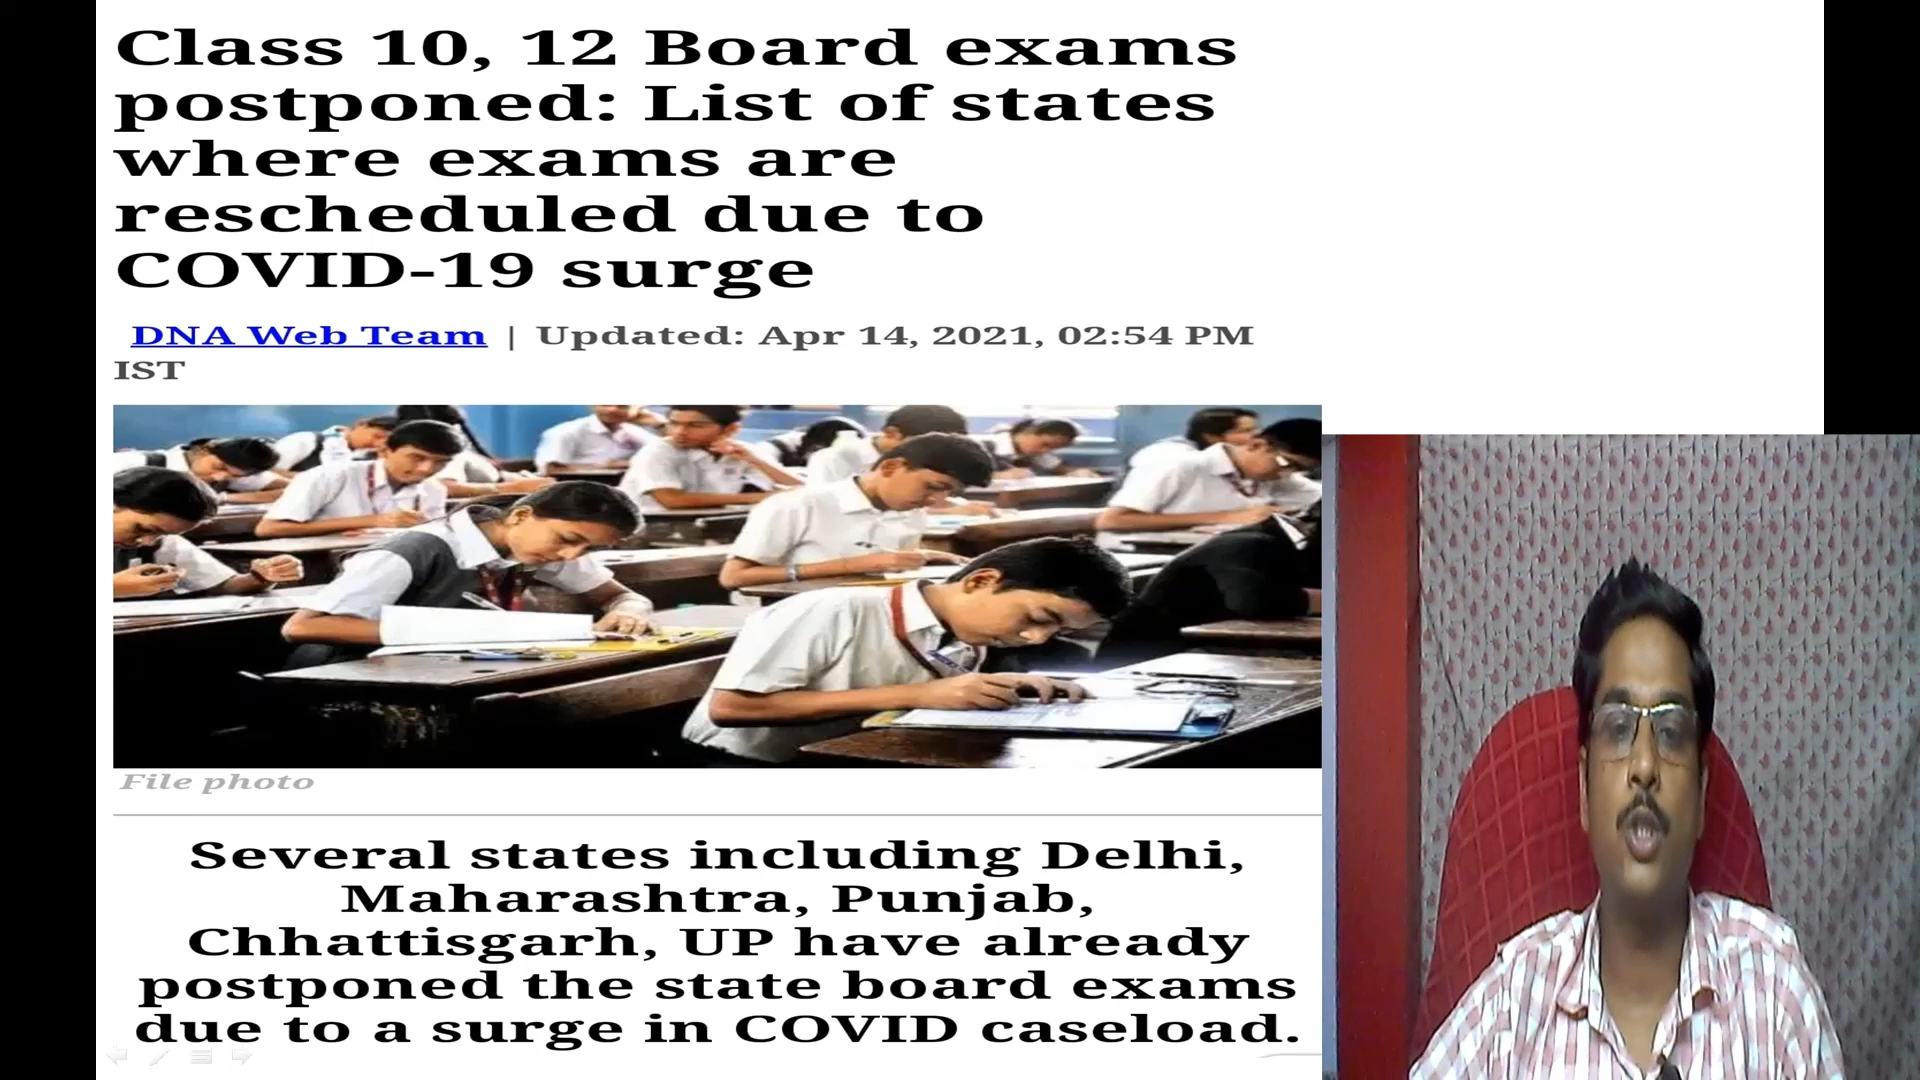 Class 10, 12 Board exams
postponed: List of states
where exams are
rescheduled due to
COVID-19 surge
DNA Web Team | Updated: Apr 14, 2021, 02:54 PM
IST
File photo
Several states including Delhi,
Maharashtra, Punjab,
Chhattisgarh, UP have already
postponed the state board exams
due to a surge in COVID caseload.